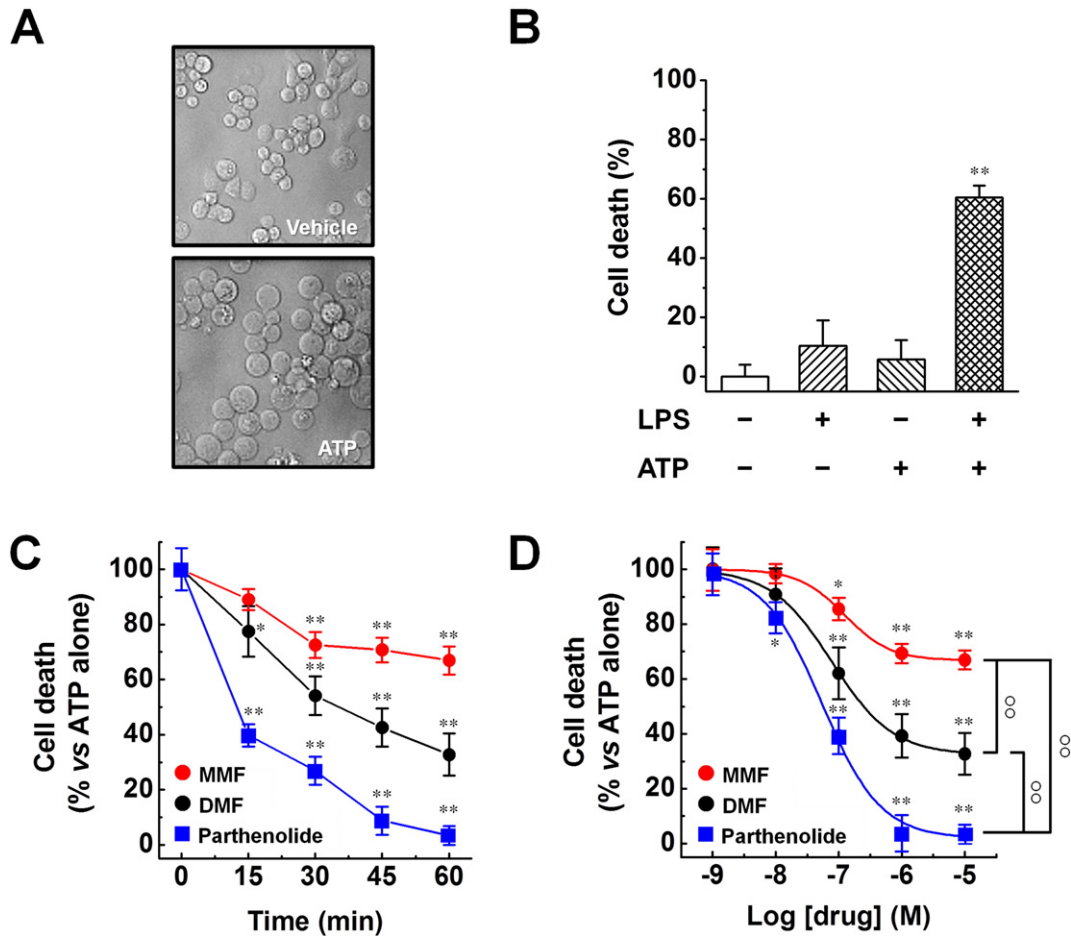 A
Vehicle
ATP
B
Cell death (%)
100
80
60
40
20
0
**
LPS − + − +
ATP − − + +
C
Cell death
(% vs ATP alone)
100
80
60
40
20
0
*
**
**
**
**
**
**
**
**
**
**
MMF
DMF
Parthenolide
0 15 30 45 60
Time (min)
D
Cell death
(% vs ATP alone)
100
80
60
40
20
0
*
*
**
**
**
**
**
**
**
**
MMF
DMF
Parthenolide
○○
○○
○○
-9 -8 -7 -6 -5
Log [drug] (M)